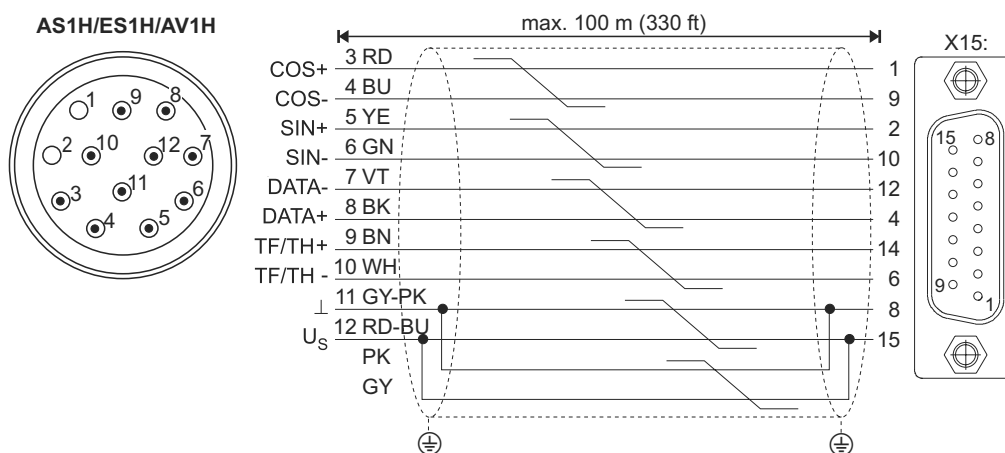 AS1H/ES1H/AV1H
1
9
8
2
10
12
7
3
11
6
4
5
max. 100 m (330 ft)
COS+ 3 RD 1
COS- 4 BU 9
SIN+ 5 YE 2
SIN- 6 GN 10
DATA- 7 VT 12
DATA+ 8 BK 4
TF/TH+ 9 BN 14
TF/TH - 10 WH 6
⊥ 11 GY-PK 8
US 12 RD-BU 15
PK
GY
X15:
15 8
9 1